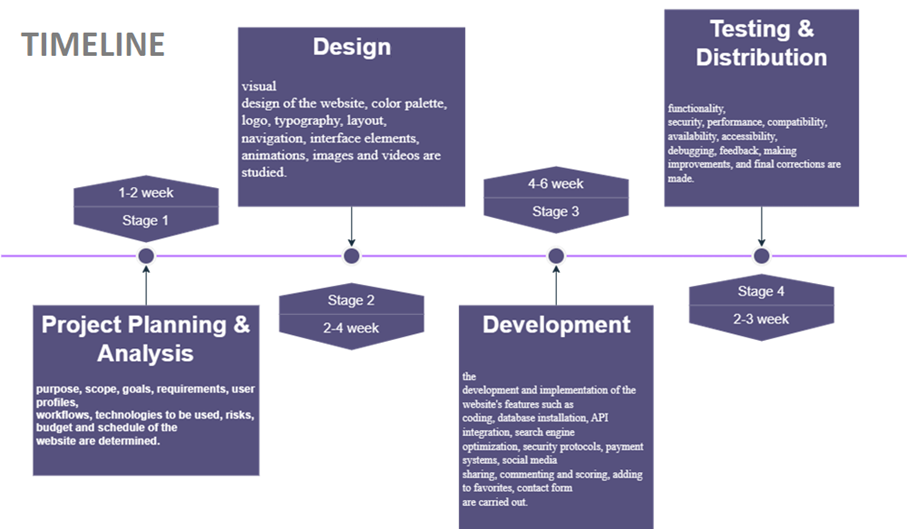 TIMELINE
Design
visual
design of the website, color palette,
logo, typography, layout,
navigation, interface elements,
animations, images and videos are
studied.
Testing &
Distribution
functionality,
security, performance, compatibility,
availability, accessibility,
debugging, feedback, making
improvements, and final corrections are
made.
1-2 week
Stage 1
4-6 week
Stage 3
Stage 2
2-4 week
Stage 4
2-3 week
Project Planning &
Analysis
purpose, scope, goals, requirements, user
profiles,
workflows, technologies to be used, risks,
budget and schedule of the
website are determined.
Development
the
development and implementation of the
website's features such as
coding, database installation, API
integration, search engine
optimization, security protocols, payment
systems, social media
sharing, commenting and scoring, adding
to favorites, contact form
are carried out.